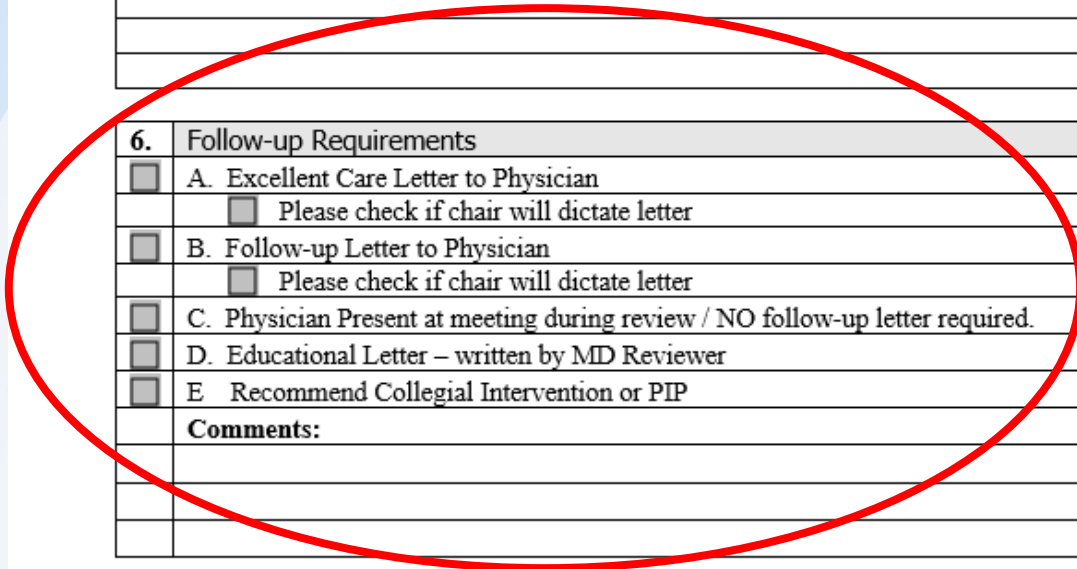 6. Follow-up Requirements
A. Excellent Care Letter to Physician
Please check if chair will dictate letter
B. Follow-up Letter to Physician
Please check if chair will dictate letter
C. Physician Present at meeting during review / NO follow-up letter required.
D. Educational Letter – written by MD Reviewer
E Recommend Collegial Intervention or PIP
Comments: